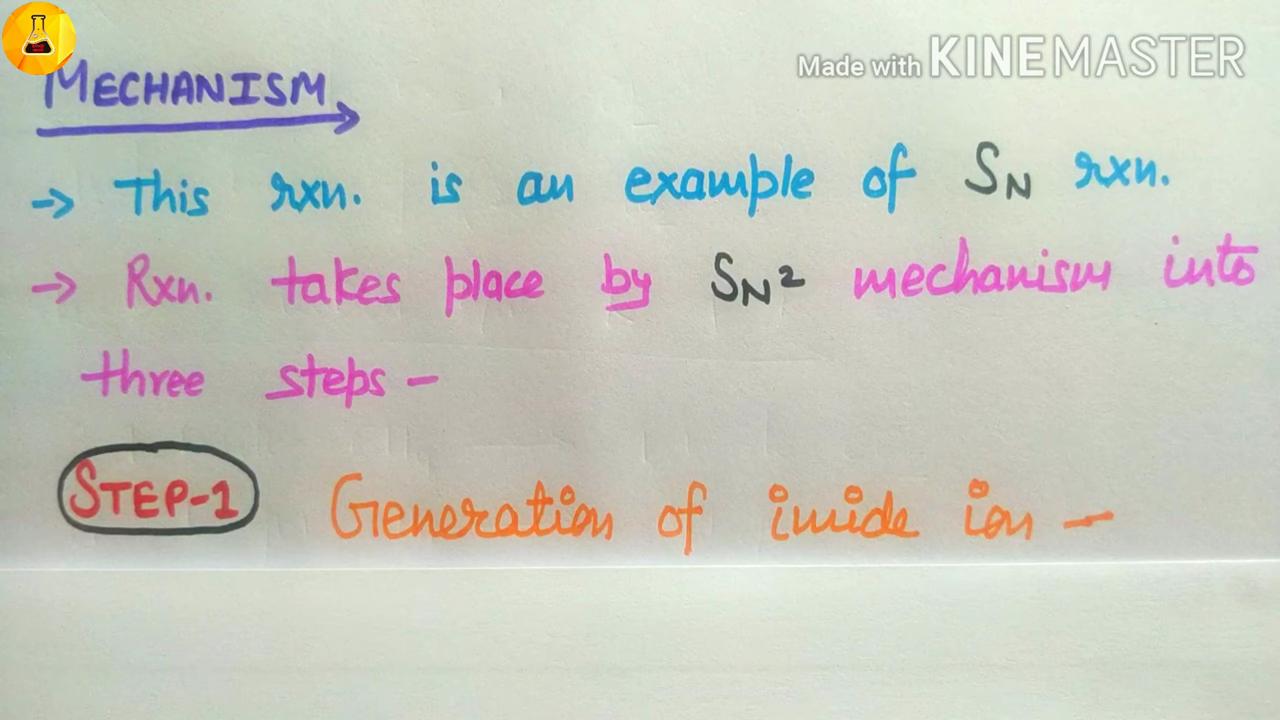 Made with KINEMASTER
MECHANISM
→ This rxn. is an example of SN rxn.
→ Rxn. takes place by SN² mechanism into
three steps -
STEP-1 Generation of imide ion -